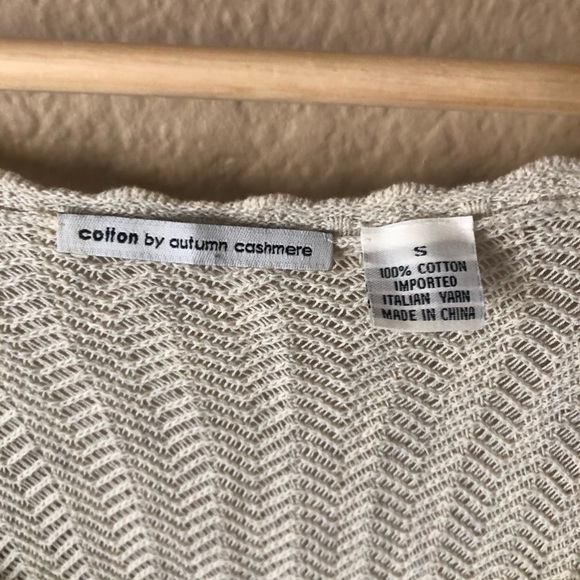 cotton by autumn cashmere
S
100% COTTON
IMPORTED
ITALIAN YARN
MADE IN CHINA